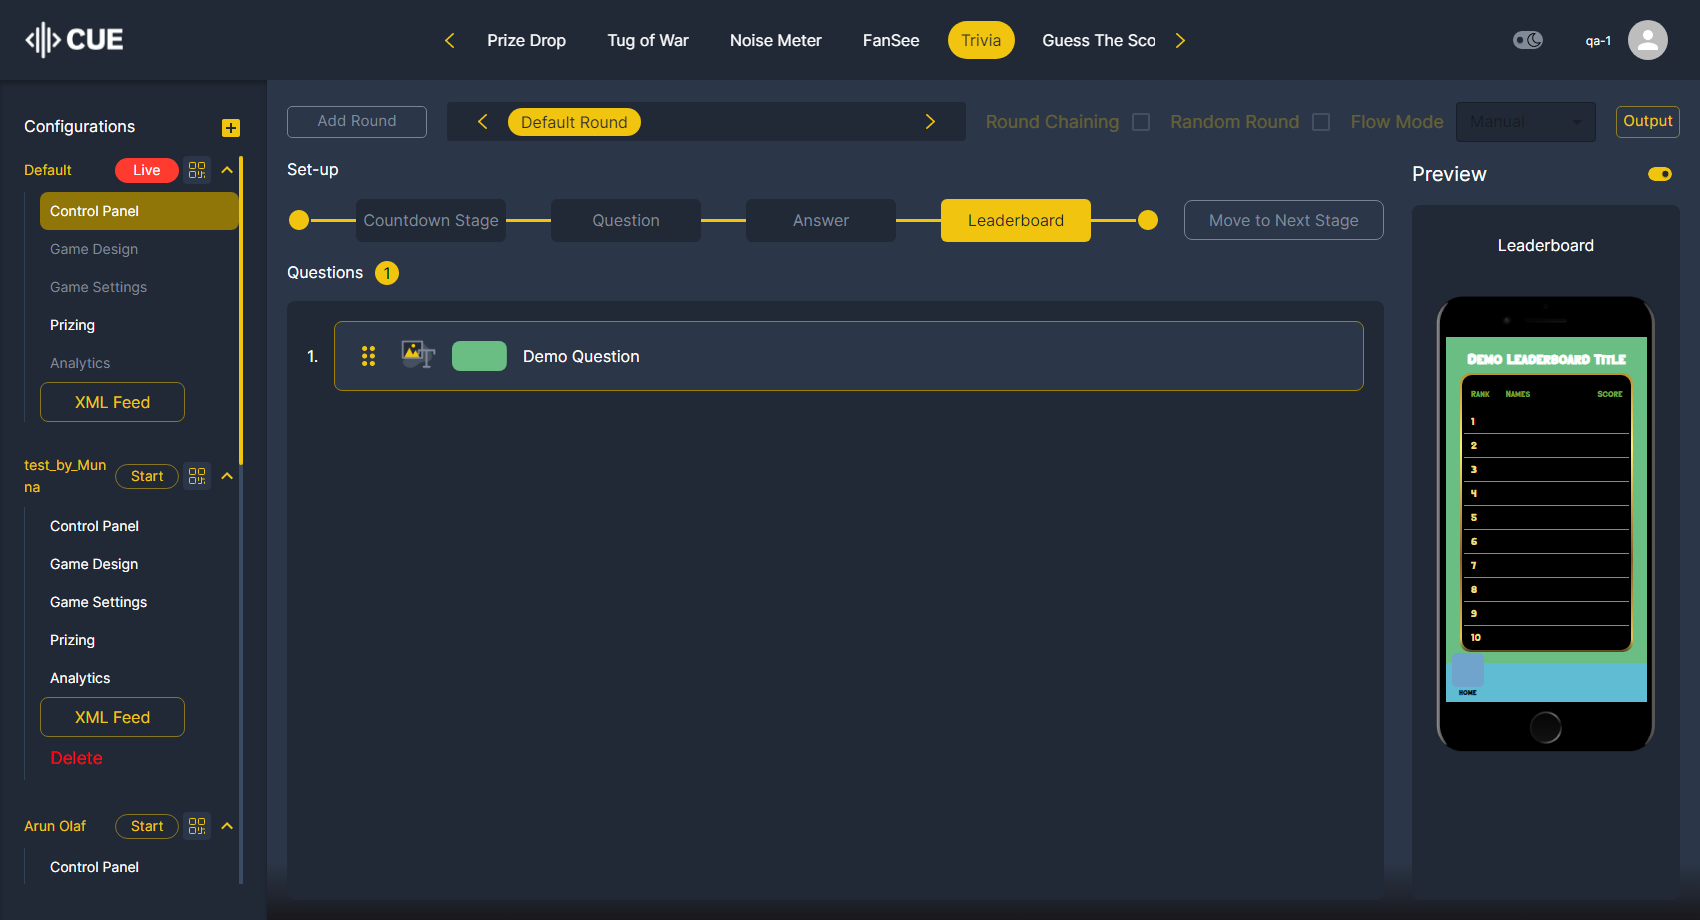 CUE
Prize Drop
Tug of War
Noise Meter
FanSee
Trivia
Guess The Sco
qa-1
Configurations
Default
Live
Control Panel
Game Design
Game Settings
Prizing
Analytics
XML Feed
test_by_Mun
na
Start
Control Panel
Game Design
Game Settings
Prizing
Analytics
XML Feed
Delete
Arun Olaf
Start
Control Panel
Add Round
Default Round
Round Chaining
Random Round
Flow Mode
Manual
Output
Set-up
Countdown Stage
Question
Answer
Leaderboard
Move to Next Stage
Questions 1
1.
Demo Question
Preview
Leaderboard
Demo Leaderboard Title
Rank Names Score
1
2
3
4
5
6
7
8
9
10
HOME